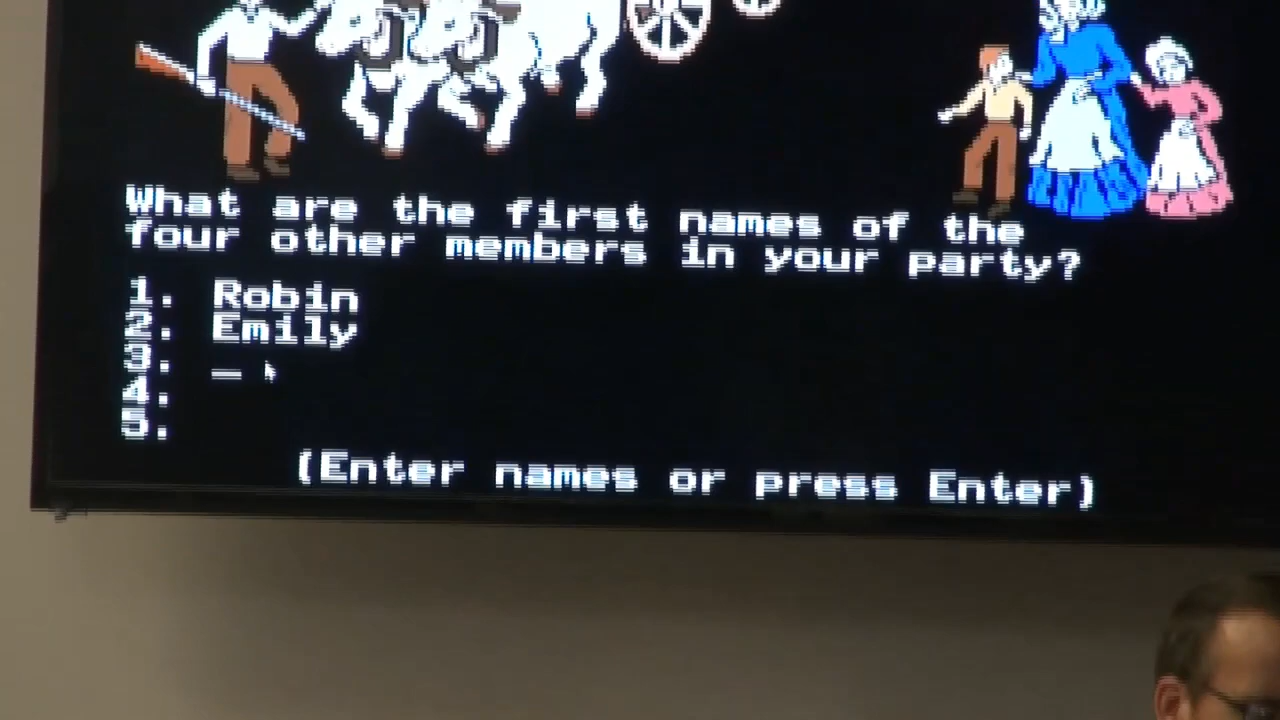 What are the first names of the
four other members in your party?
1. Robin
2. Emily
3. _
4.
5.
(Enter names or press Enter)